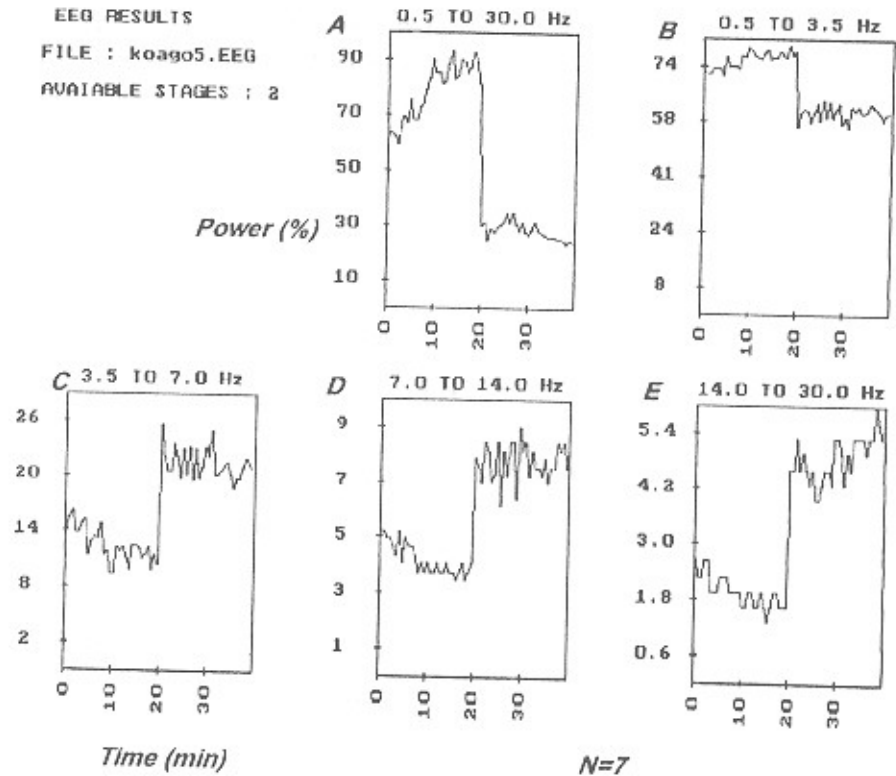 EEG RESULTS
FILE : koago5.EEG
AVAIABLE STAGES : 2
A 0.5 TO 30.0 Hz
90
70
50
30
10
Power (%)
0 10 20 30
B 0.5 TO 3.5 Hz
74
58
41
24
8
0 10 20 30
C 3.5 TO 7.0 Hz
26
20
14
8
2
0 10 20 30
D 7.0 TO 14.0 Hz
9
7
5
3
1
0 10 20 30
E 14.0 TO 30.0 Hz
5.4
4.2
3.0
1.8
0.6
0 10 20 30
Time (min)
N=7